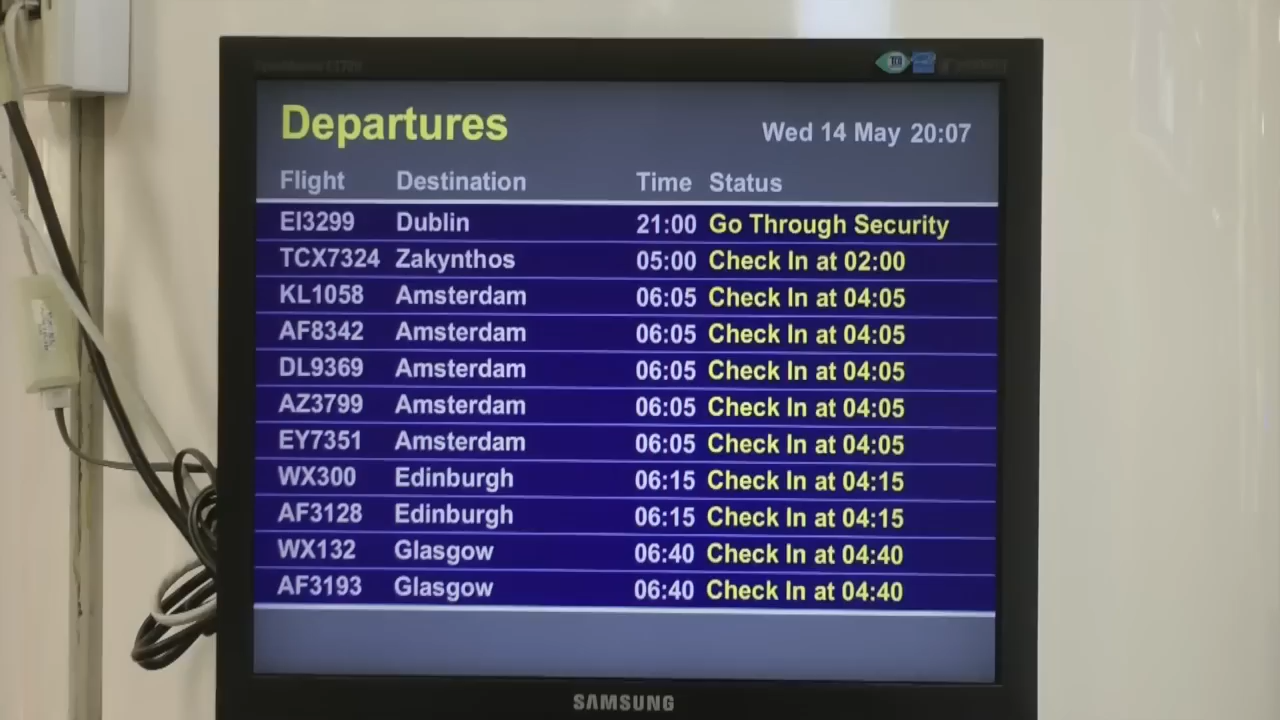 Departures
Wed 14 May 20:07
Flight Destination Time Status
EI3299 Dublin 21:00 Go Through Security
TCX7324 Zakynthos 05:00 Check In at 02:00
KL1058 Amsterdam 06:05 Check In at 04:05
AF8342 Amsterdam 06:05 Check In at 04:05
DL9369 Amsterdam 06:05 Check In at 04:05
AZ3799 Amsterdam 06:05 Check In at 04:05
EY7351 Amsterdam 06:05 Check In at 04:05
WX300 Edinburgh 06:15 Check In at 04:15
AF3128 Edinburgh 06:15 Check In at 04:15
WX132 Glasgow 06:40 Check In at 04:40
AF3193 Glasgow 06:40 Check In at 04:40
SAMSUNG